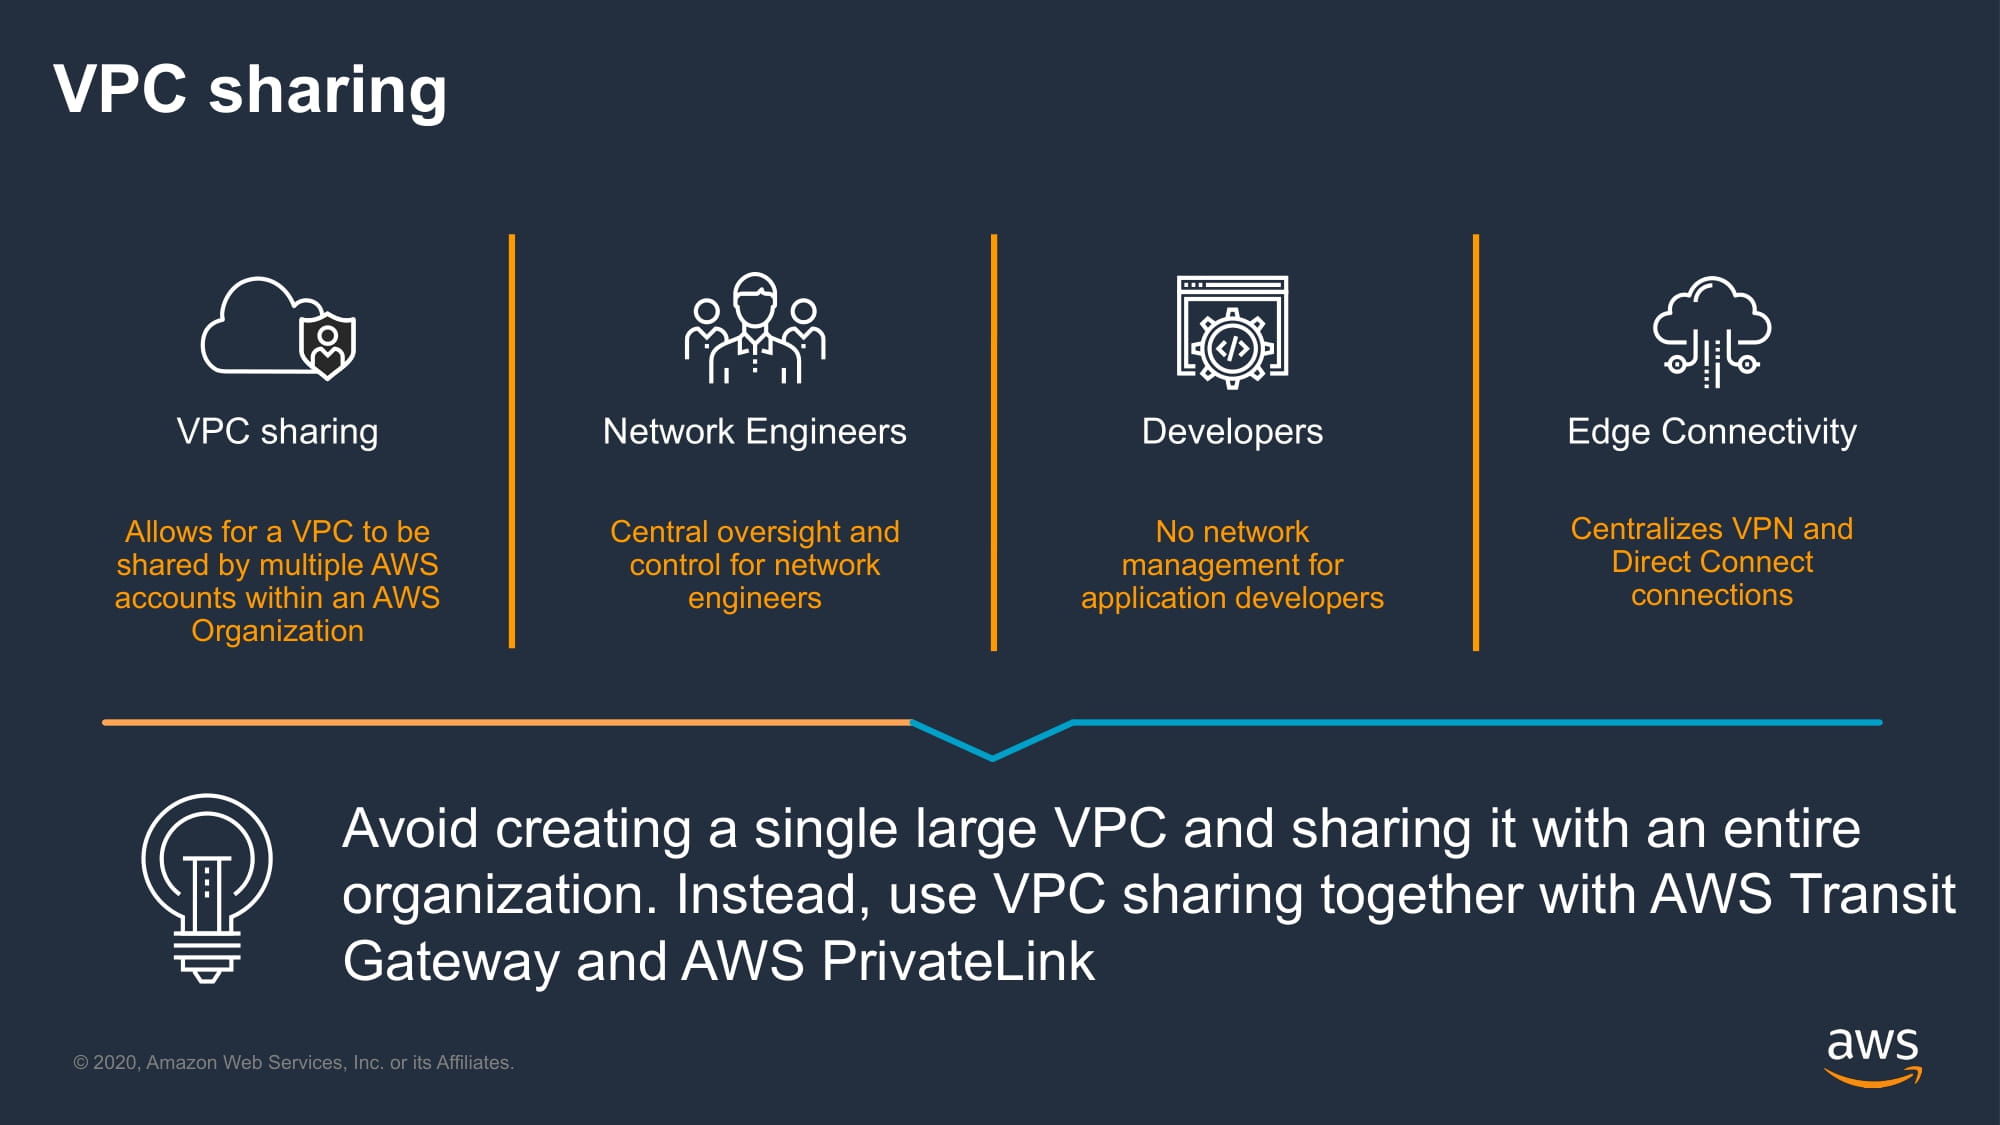 VPC sharing
VPC sharing
Allows for a VPC to be
shared by multiple AWS
accounts within an AWS
Organization
Network Engineers
Central oversight and
control for network
engineers
Developers
No network
management for
application developers
Edge Connectivity
Centralizes VPN and
Direct Connect
connections
Avoid creating a single large VPC and sharing it with an entire
organization. Instead, use VPC sharing together with AWS Transit
Gateway and AWS PrivateLink
© 2020, Amazon Web Services, Inc. or its Affiliates.
aws